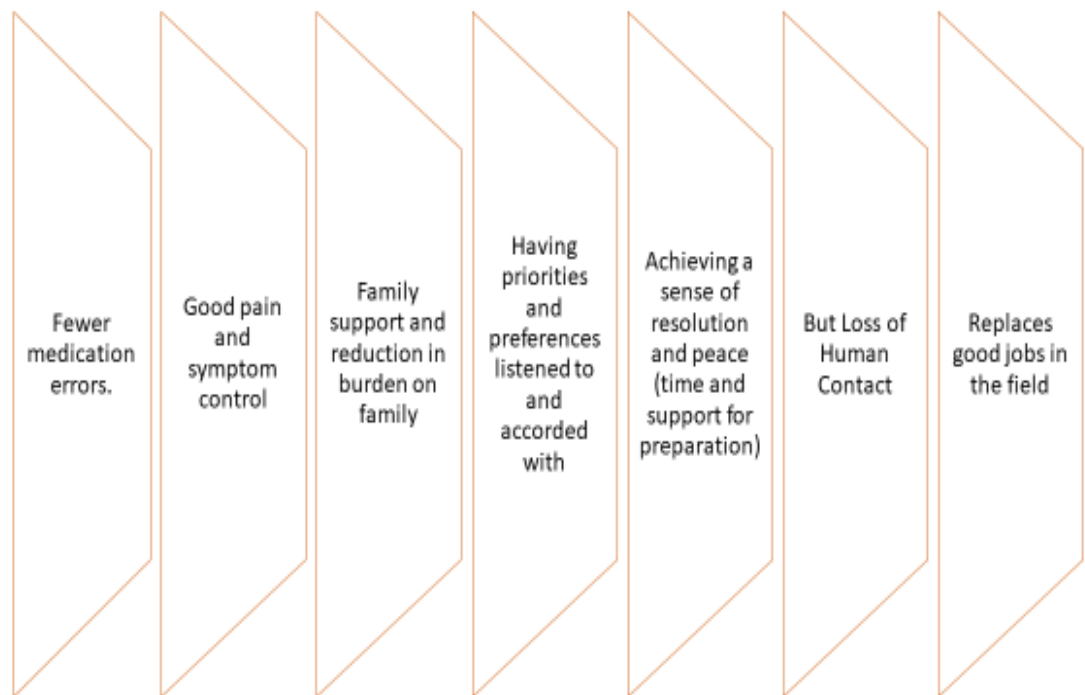 Fewer
medication
errors.
Good pain
and
symptom
control
Family
support and
reduction in
burden on
family
Having
priorities
and
preferences
listened to
and
accorded
with
Achieving a
sense of
resolution
and peace
(time and
support for
preparation)
But Loss of
Human
Contact
Replaces
good jobs in
the field